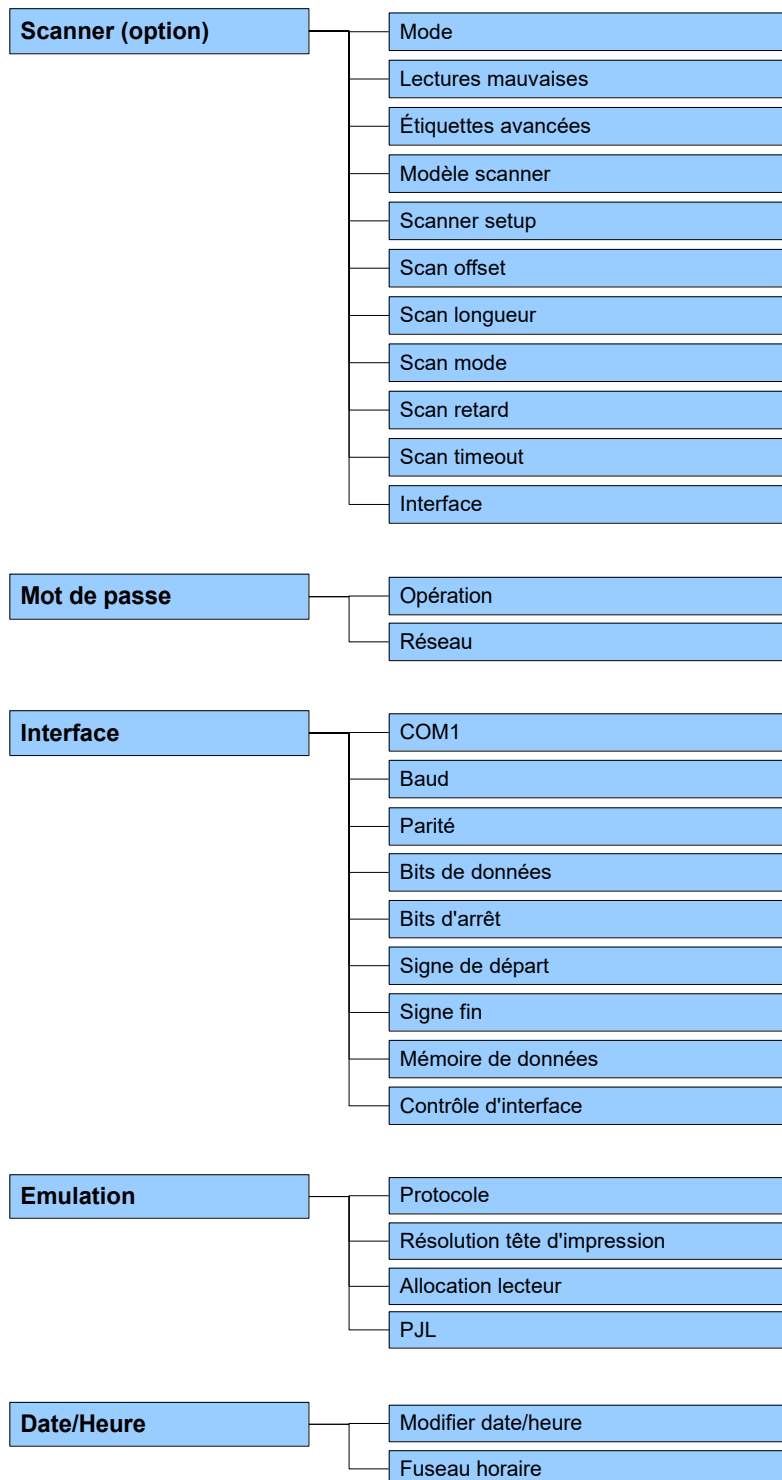 Scanner (option)
Mode
Lectures mauvaises
Étiquettes avancées
Modèle scanner
Scanner setup
Scan offset
Scan longueur
Scan mode
Scan retard
Scan timeout
Interface
Mot de passe
Opération
Réseau
Interface
COM1
Baud
Parité
Bits de données
Bits d'arrêt
Signe de départ
Signe fin
Mémoire de données
Contrôle d'interface
Emulation
Protocole
Résolution tête d'impression
Allocation lecteur
PJL
Date/Heure
Modifier date/heure
Fuseau horaire